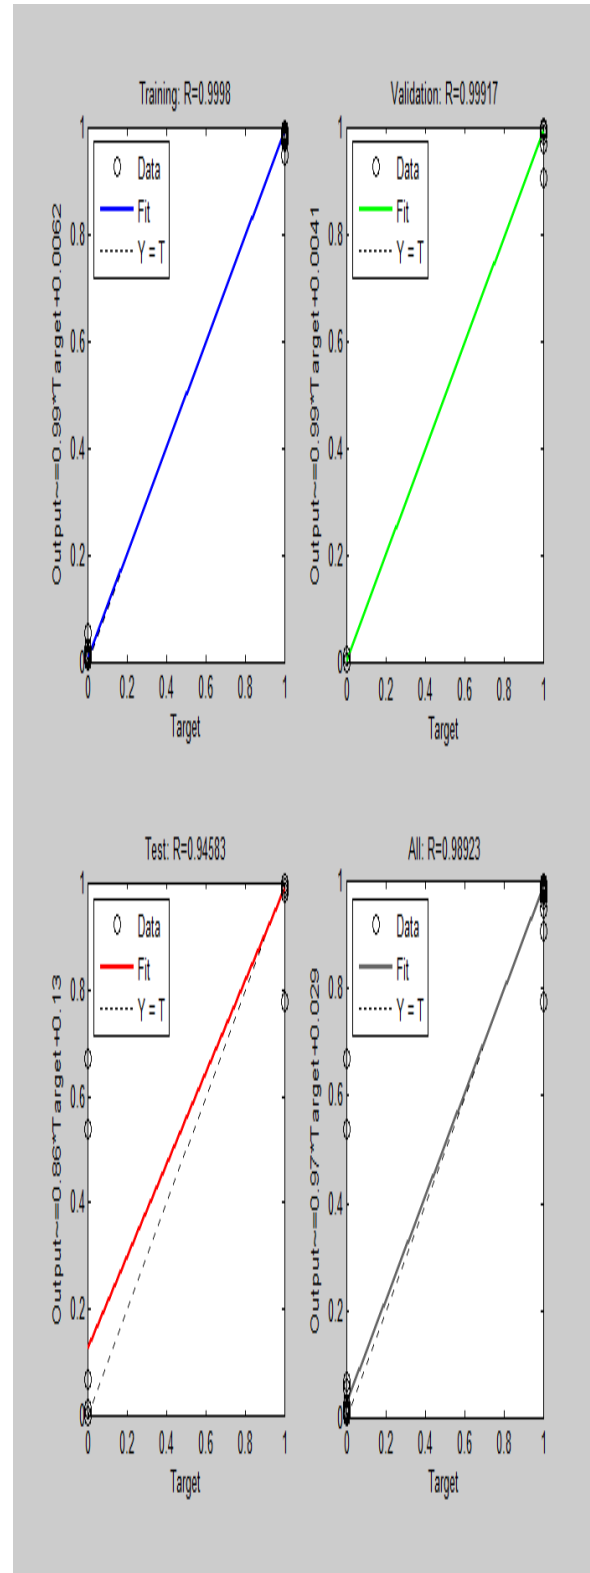 Training: R=0.9998
Output~=0.99*Target+0.0062
1
0.8
0.6
0.4
0.2
0
Data
Fit
Y = T
0 0.2 0.4 0.6 0.8 1
Target
Validation: R=0.99917
Output~=0.99*Target+0.0041
1
0.8
0.6
0.4
0.2
0
Data
Fit
Y = T
0 0.2 0.4 0.6 0.8 1
Target
Test: R=0.94583
Output~=0.86*Target+0.13
1
0.8
0.6
0.4
0.2
0
Data
Fit
Y = T
0 0.2 0.4 0.6 0.8 1
Target
All: R=0.98923
Output~=0.97*Target+0.029
1
0.8
0.6
0.4
0.2
0
Data
Fit
Y = T
0 0.2 0.4 0.6 0.8 1
Target